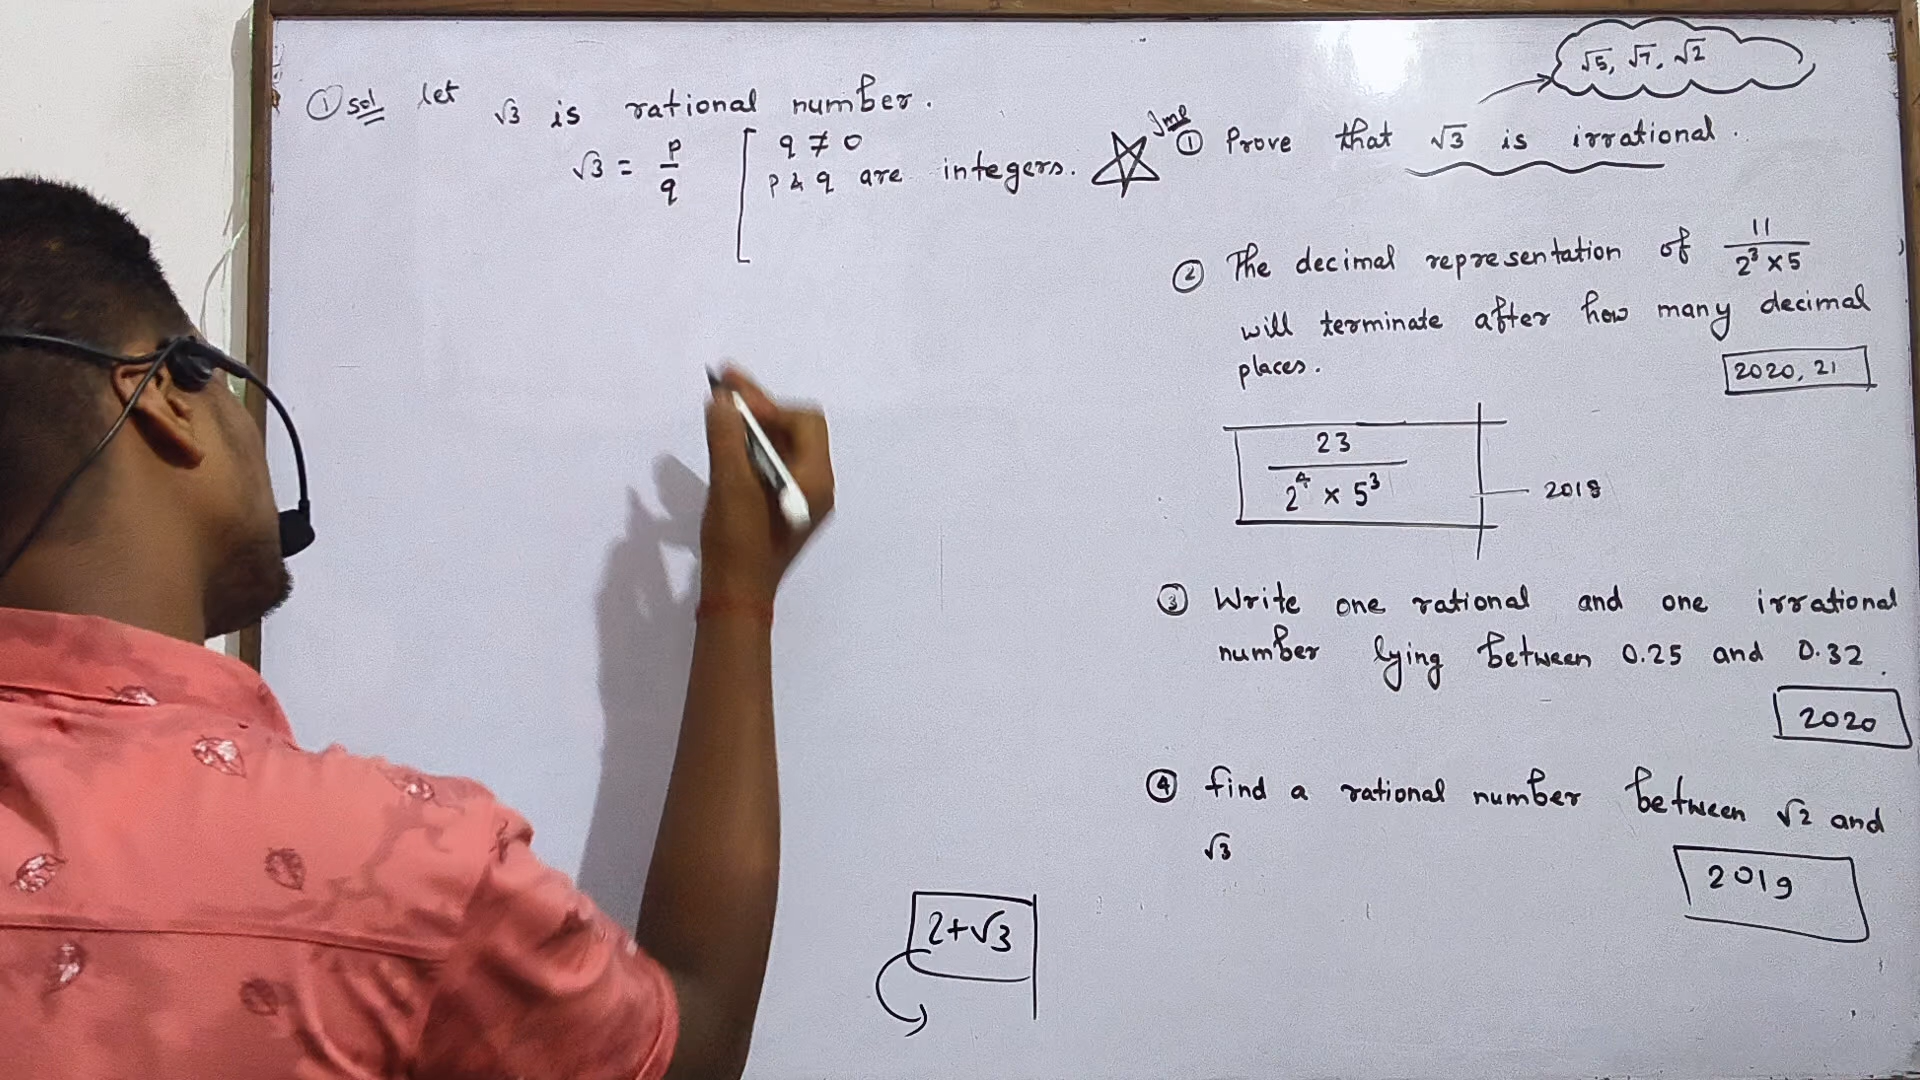 ① Sol let √3 is rational number.
√3 = p/q [ q ≠ 0
p & q are integers.
√5, √7, √2
Imp
① Prove that √3 is irrational.
② The decimal representation of 11/(2³ × 5)
will terminate after how many decimal
places.
2020, 21
23/(2⁴ × 5³)
2018
③ Write one rational and one irrational
number lying between 0.25 and 0.32.
2020
④ find a rational number between √2 and
√3
2019
2+√3